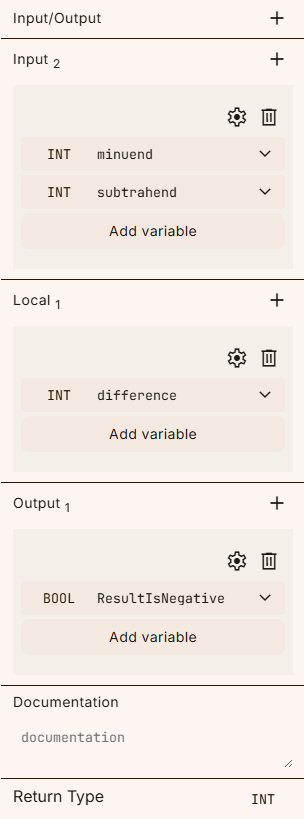 Input/Output
Input 2
INT minuend
INT subtrahend
Add variable
Local 1
INT difference
Add variable
Output 1
BOOL ResultIsNegative
Add variable
Documentation
documentation
Return Type INT